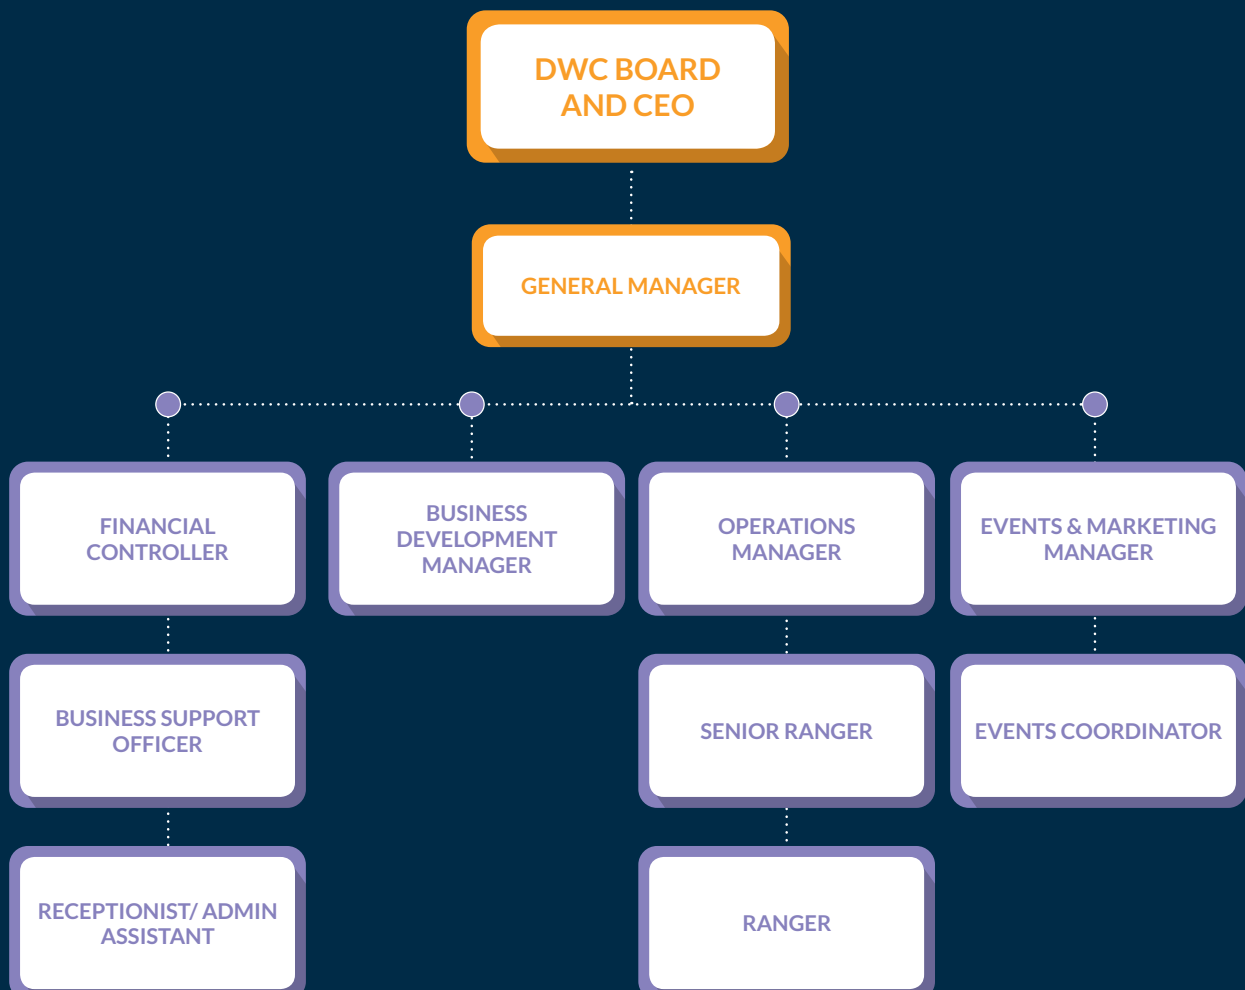 DWC BOARD
AND CEO
GENERAL MANAGER
FINANCIAL
CONTROLLER
BUSINESS
DEVELOPMENT
MANAGER
OPERATIONS
MANAGER
EVENTS & MARKETING
MANAGER
BUSINESS SUPPORT
OFFICER
SENIOR RANGER
EVENTS COORDINATOR
RECEPTIONIST/ ADMIN
ASSISTANT
RANGER